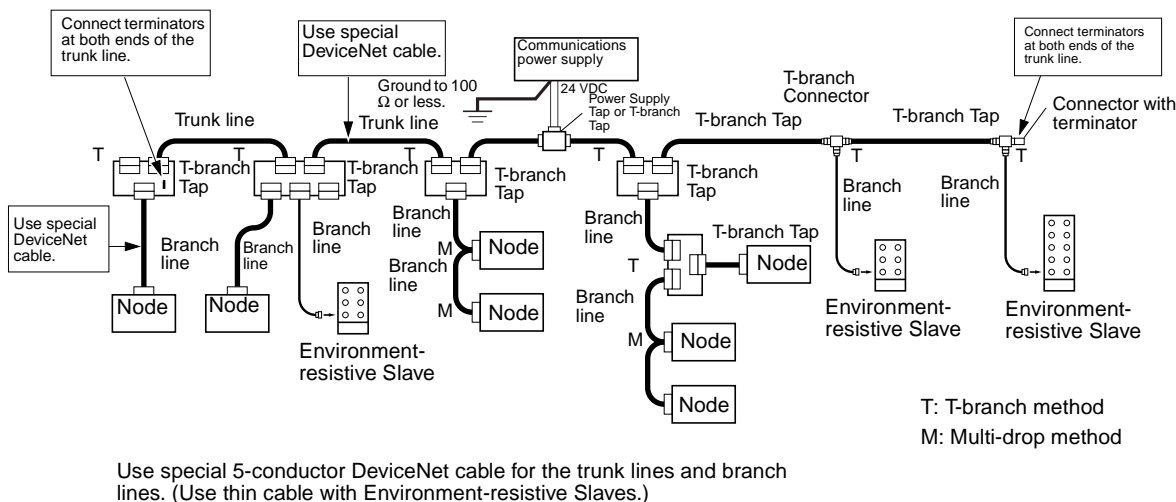 Connect terminators
at both ends of the
trunk line.
Use special
DeviceNet cable.
Communications
power supply
Connect terminators
at both ends of the
trunk line.
Ground to 100
Ω or less.
24 VDC
Power Supply
Tap or T-branch
Tap
T-branch
Connector
Connector with
terminator
Trunk line
Trunk line
T-branch Tap
T-branch Tap
T
T
T
T
T
T
T-branch
Tap
T-branch
Tap
T-branch
Tap
T-branch
Tap
Use special
DeviceNet
cable.
Branch
line
Branch
line
Branch
line
Branch
line
Branch
line
Branch
line
Branch
line
M
Node
Branch
line
M
Node
T-branch Tap
T
Node
Branch
line
M
Node
Node
Node
Node
Environment-
resistive Slave
Environment-
resistive Slave
Environment-
resistive Slave
T: T-branch method
M: Multi-drop method
Use special 5-conductor DeviceNet cable for the trunk lines and branch
lines. (Use thin cable with Environment-resistive Slaves.)